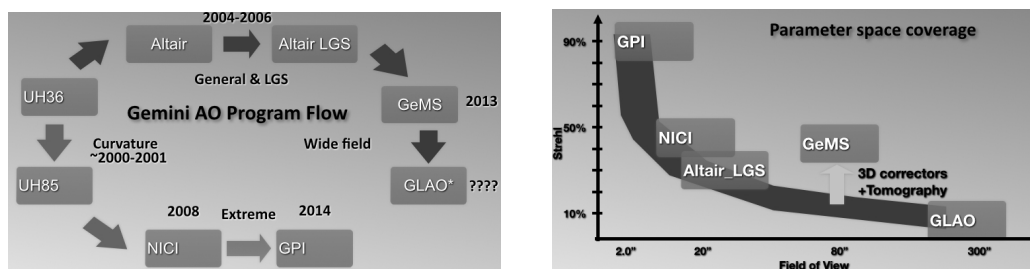 2004-2006
Altair
Altair LGS
General & LGS
UH36
Gemini AO Program Flow
GeMS
2013
Curvature
~2000-2001
Wide field
UH85
GLAO*
????
2008
Extreme
2014
NICI
GPI
Parameter space coverage
90%
GPI
50%
NICI
GeMS
Strehl
Altair_LGS
3D correctors
+Tomography
10%
GLAO
2.0"
20"
80"
300"
Field of View